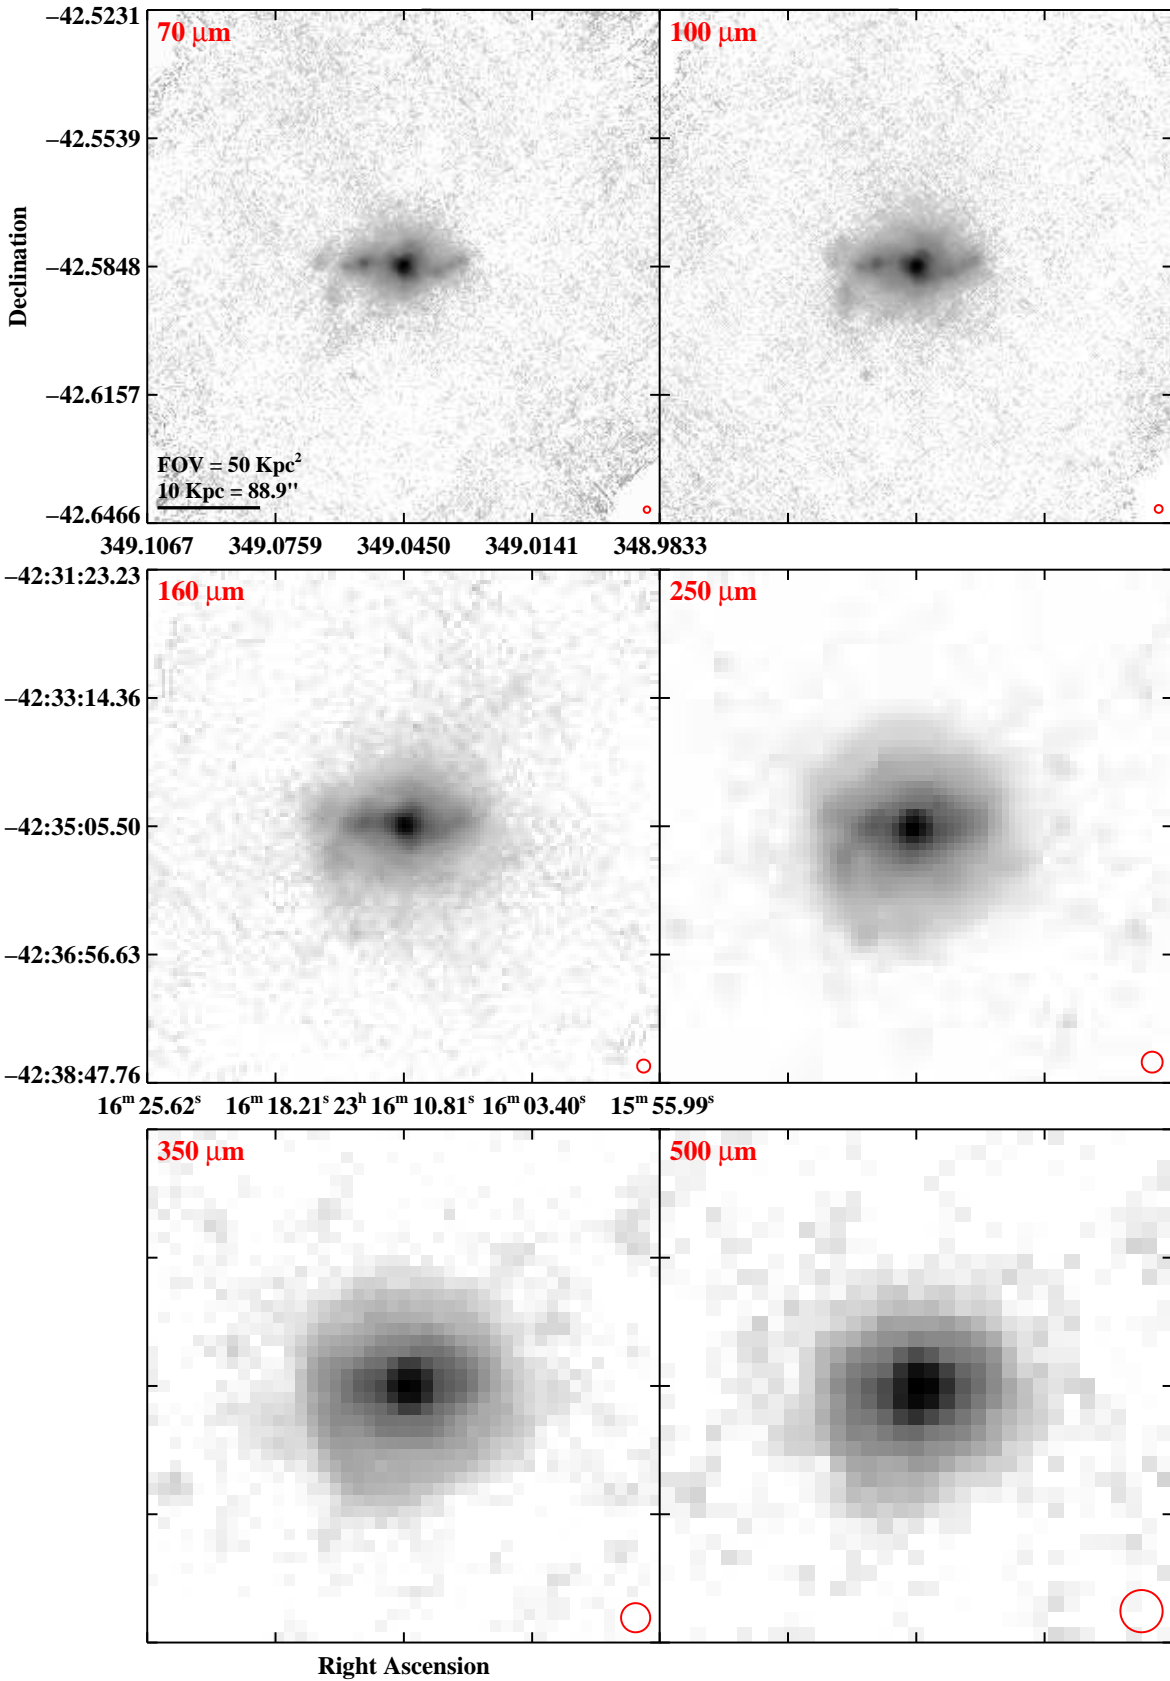 −42.5231
70 μm
100 μm
−42.5539
Declination
−42.5848
−42.6157
FOV = 50 Kpc²
10 Kpc = 88.9"
−42.6466
349.1067 349.0759 349.0450 349.0141 348.9833
−42:31:23.23
160 μm
250 μm
−42:33:14.36
−42:35:05.50
−42:36:56.63
−42:38:47.76
16ᵐ 25.62ˢ 16ᵐ 18.21ˢ 23ʰ 16ᵐ 10.81ˢ 16ᵐ 03.40ˢ 15ᵐ 55.99ˢ
350 μm
500 μm
Right Ascension